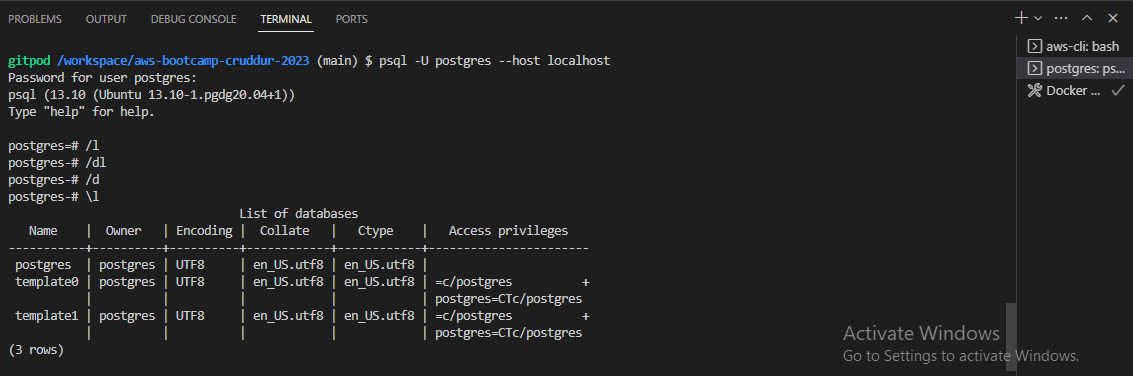 PROBLEMS OUTPUT DEBUG CONSOLE TERMINAL PORTS
gitpod /workspace/aws-bootcamp-cruddur-2023 (main) $ psql -U postgres --host localhost
Password for user postgres:
psql (13.10 (Ubuntu 13.10-1.pgdg20.04+1))
Type "help" for help.
postgres=# /l
postgres-# /dl
postgres-# /d
postgres-# \l
                                 List of databases
   Name    |  Owner   | Encoding |  Collate   |   Ctype    |   Access privileges
-----------+----------+----------+------------+------------+-----------------------
 postgres  | postgres | UTF8     | en_US.utf8 | en_US.utf8 |
 template0 | postgres | UTF8     | en_US.utf8 | en_US.utf8 | =c/postgres          +
           |          |          |            |            | postgres=CTc/postgres
 template1 | postgres | UTF8     | en_US.utf8 | en_US.utf8 | =c/postgres          +
           |          |          |            |            | postgres=CTc/postgres
(3 rows)
aws-cli: bash
postgres: ps...
Docker ...
Activate Windows
Go to Settings to activate Windows.